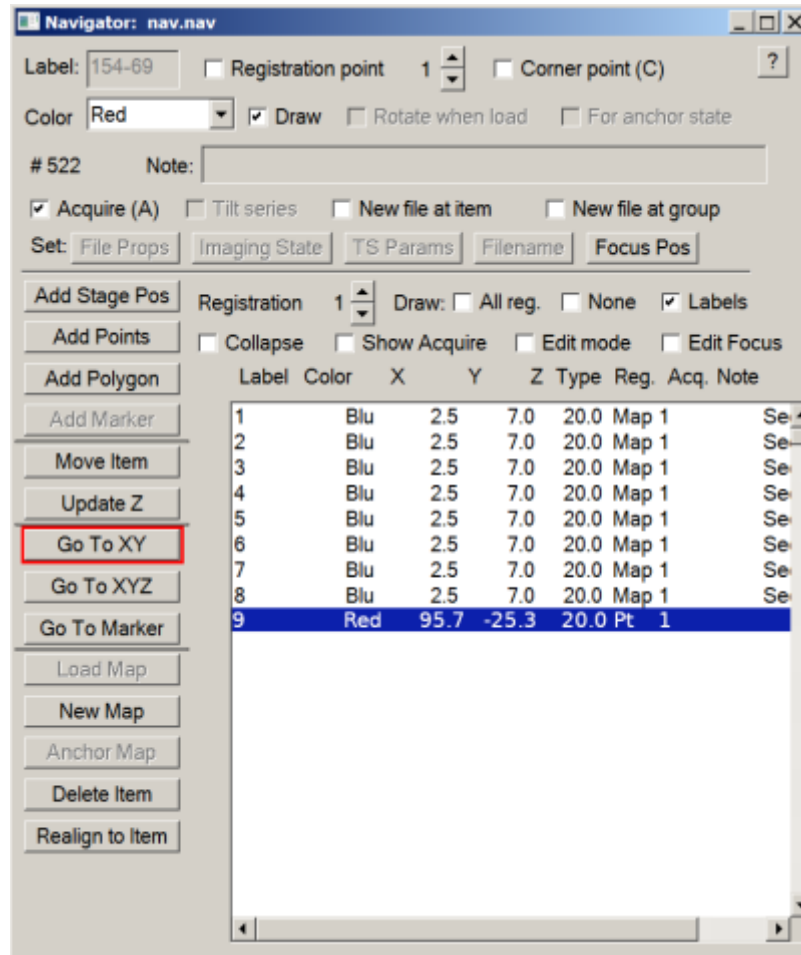 Navigator: nav.nav
Label: 154-69 Registration point 1 Corner point (C) ?
Color Red Draw Rotate when load For anchor state
# 522 Note:
Acquire (A) Tilt series New file at item New file at group
Set: File Props Imaging State TS Params Filename Focus Pos
Add Stage Pos Registration 1 Draw: All reg. None Labels
Add Points Collapse Show Acquire Edit mode Edit Focus
Add Polygon Label Color X Y Z Type Reg. Acq. Note
Add Marker 1 Blu 2.5 7.0 20.0 Map 1 Se
2 Blu 2.5 7.0 20.0 Map 1 Se
Move Item 3 Blu 2.5 7.0 20.0 Map 1 Se
4 Blu 2.5 7.0 20.0 Map 1 Se
Update Z 5 Blu 2.5 7.0 20.0 Map 1 Se
Go To XY 6 Blu 2.5 7.0 20.0 Map 1 Se
7 Blu 2.5 7.0 20.0 Map 1 Se
Go To XYZ 8 Blu 2.5 7.0 20.0 Map 1 Se
Go To Marker 9 Red 95.7 -25.3 20.0 Pt 1
Load Map
New Map
Anchor Map
Delete Item
Realign to Item